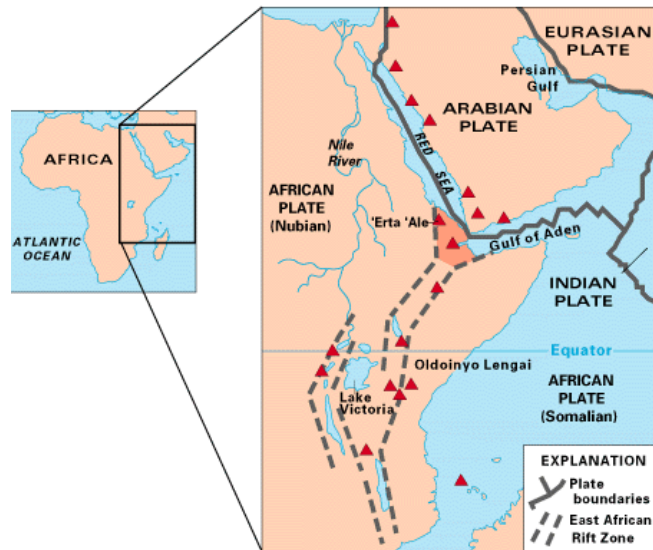 AFRICA
ATLANTIC
OCEAN
EURASIAN
PLATE
Persian
Gulf
ARABIAN
PLATE
Nile
River
RED SEA
AFRICAN
PLATE
(Nubian)
'Erta 'Ale
Gulf of Aden
INDIAN
PLATE
Equator
Oldoinyo Lengai
Lake
Victoria
AFRICAN
PLATE
(Somalian)
EXPLANATION
Plate
boundaries
East African
Rift Zone